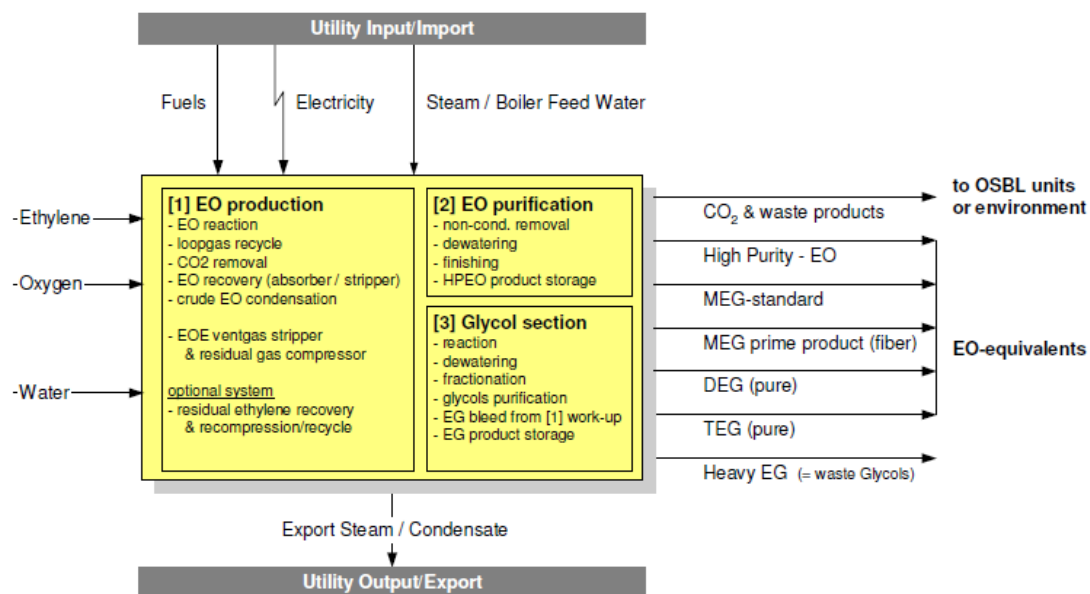 Utility Input/Import
Fuels
Electricity
Steam / Boiler Feed Water
-Ethylene
-Oxygen
-Water
[1] EO production
- EO reaction
- loopgas recycle
- CO2 removal
- EO recovery (absorber / stripper)
- crude EO condensation
- EOE ventgas stripper
& residual gas compressor
optional system
- residual ethylene recovery
& recompression/recycle
[2] EO purification
- non-cond. removal
- dewatering
- finishing
- HPEO product storage
[3] Glycol section
- reaction
- dewatering
- fractionation
- glycols purification
- EG bleed from [1] work-up
- EG product storage
CO₂ & waste products
High Purity - EO
MEG-standard
MEG prime product (fiber)
DEG (pure)
TEG (pure)
Heavy EG (= waste Glycols)
to OSBL units
or environment
EO-equivalents
Export Steam / Condensate
Utility Output/Export